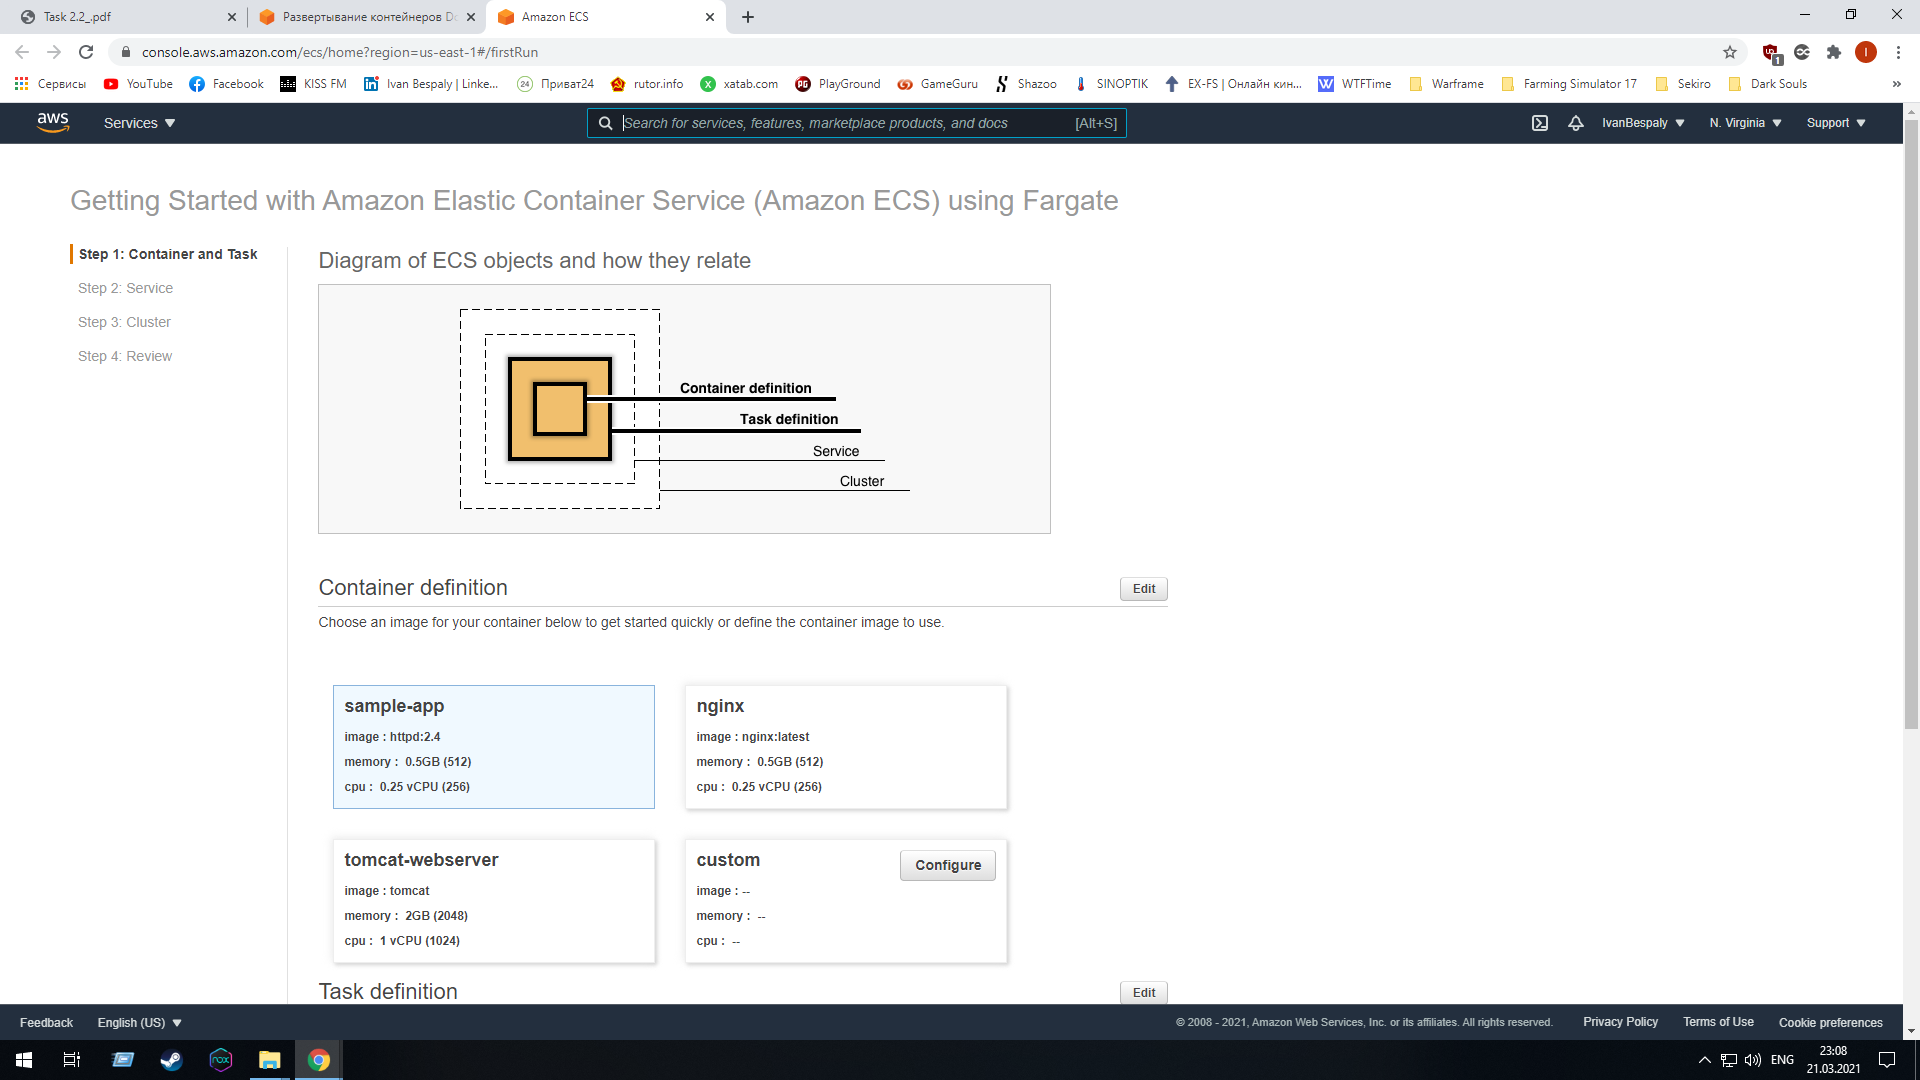 Task 2.2_.pdf
Развертывание контейнеров Do
Amazon ECS
console.aws.amazon.com/ecs/home?region=us-east-1#/firstRun
1
I
Сервисы
YouTube
Facebook
KISS FM
Ivan Bespaly | Linke...
24
Приват24
rutor.info
xatab.com
PlayGround
GameGuru
Shazoo
SINOPTIK
EX-FS | Онлайн кин...
WTFTime
Warframe
Farming Simulator 17
Sekiro
Dark Souls
aws
Services
Search for services, features, marketplace products, and docs
[Alt+S]
IvanBespaly
N. Virginia
Support
Getting Started with Amazon Elastic Container Service (Amazon ECS) using Fargate
Step 1: Container and Task
Step 2: Service
Step 3: Cluster
Step 4: Review
Diagram of ECS objects and how they relate
Container definition
Task definition
Service
Cluster
Container definition
Edit
Choose an image for your container below to get started quickly or define the container image to use.
sample-app
image : httpd:2.4
memory : 0.5GB (512)
cpu : 0.25 vCPU (256)
nginx
image : nginx:latest
memory : 0.5GB (512)
cpu : 0.25 vCPU (256)
tomcat-webserver
image : tomcat
memory : 2GB (2048)
cpu : 1 vCPU (1024)
custom
Configure
image : --
memory : --
cpu : --
Task definition
Edit
Feedback
English (US)
© 2008 - 2021, Amazon Web Services, Inc. or its affiliates. All rights reserved.
Privacy Policy
Terms of Use
Cookie preferences
nox
ENG
23:08
21.03.2021